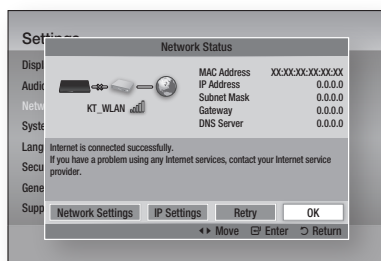 Settings
Network Status
Displ
Audio
Netw
Syste
Lang
Secu
Gene
Supp
MAC Address XX:XX:XX:XX:XX:XX
IP Address 0.0.0.0
Subnet Mask 0.0.0.0
Gateway 0.0.0.0
DNS Server 0.0.0.0
KT_WLAN
Internet is connected successfully.
If you have a problem using any Internet services, contact your Internet service
provider.
Network Settings IP Settings Retry OK
Move Enter Return